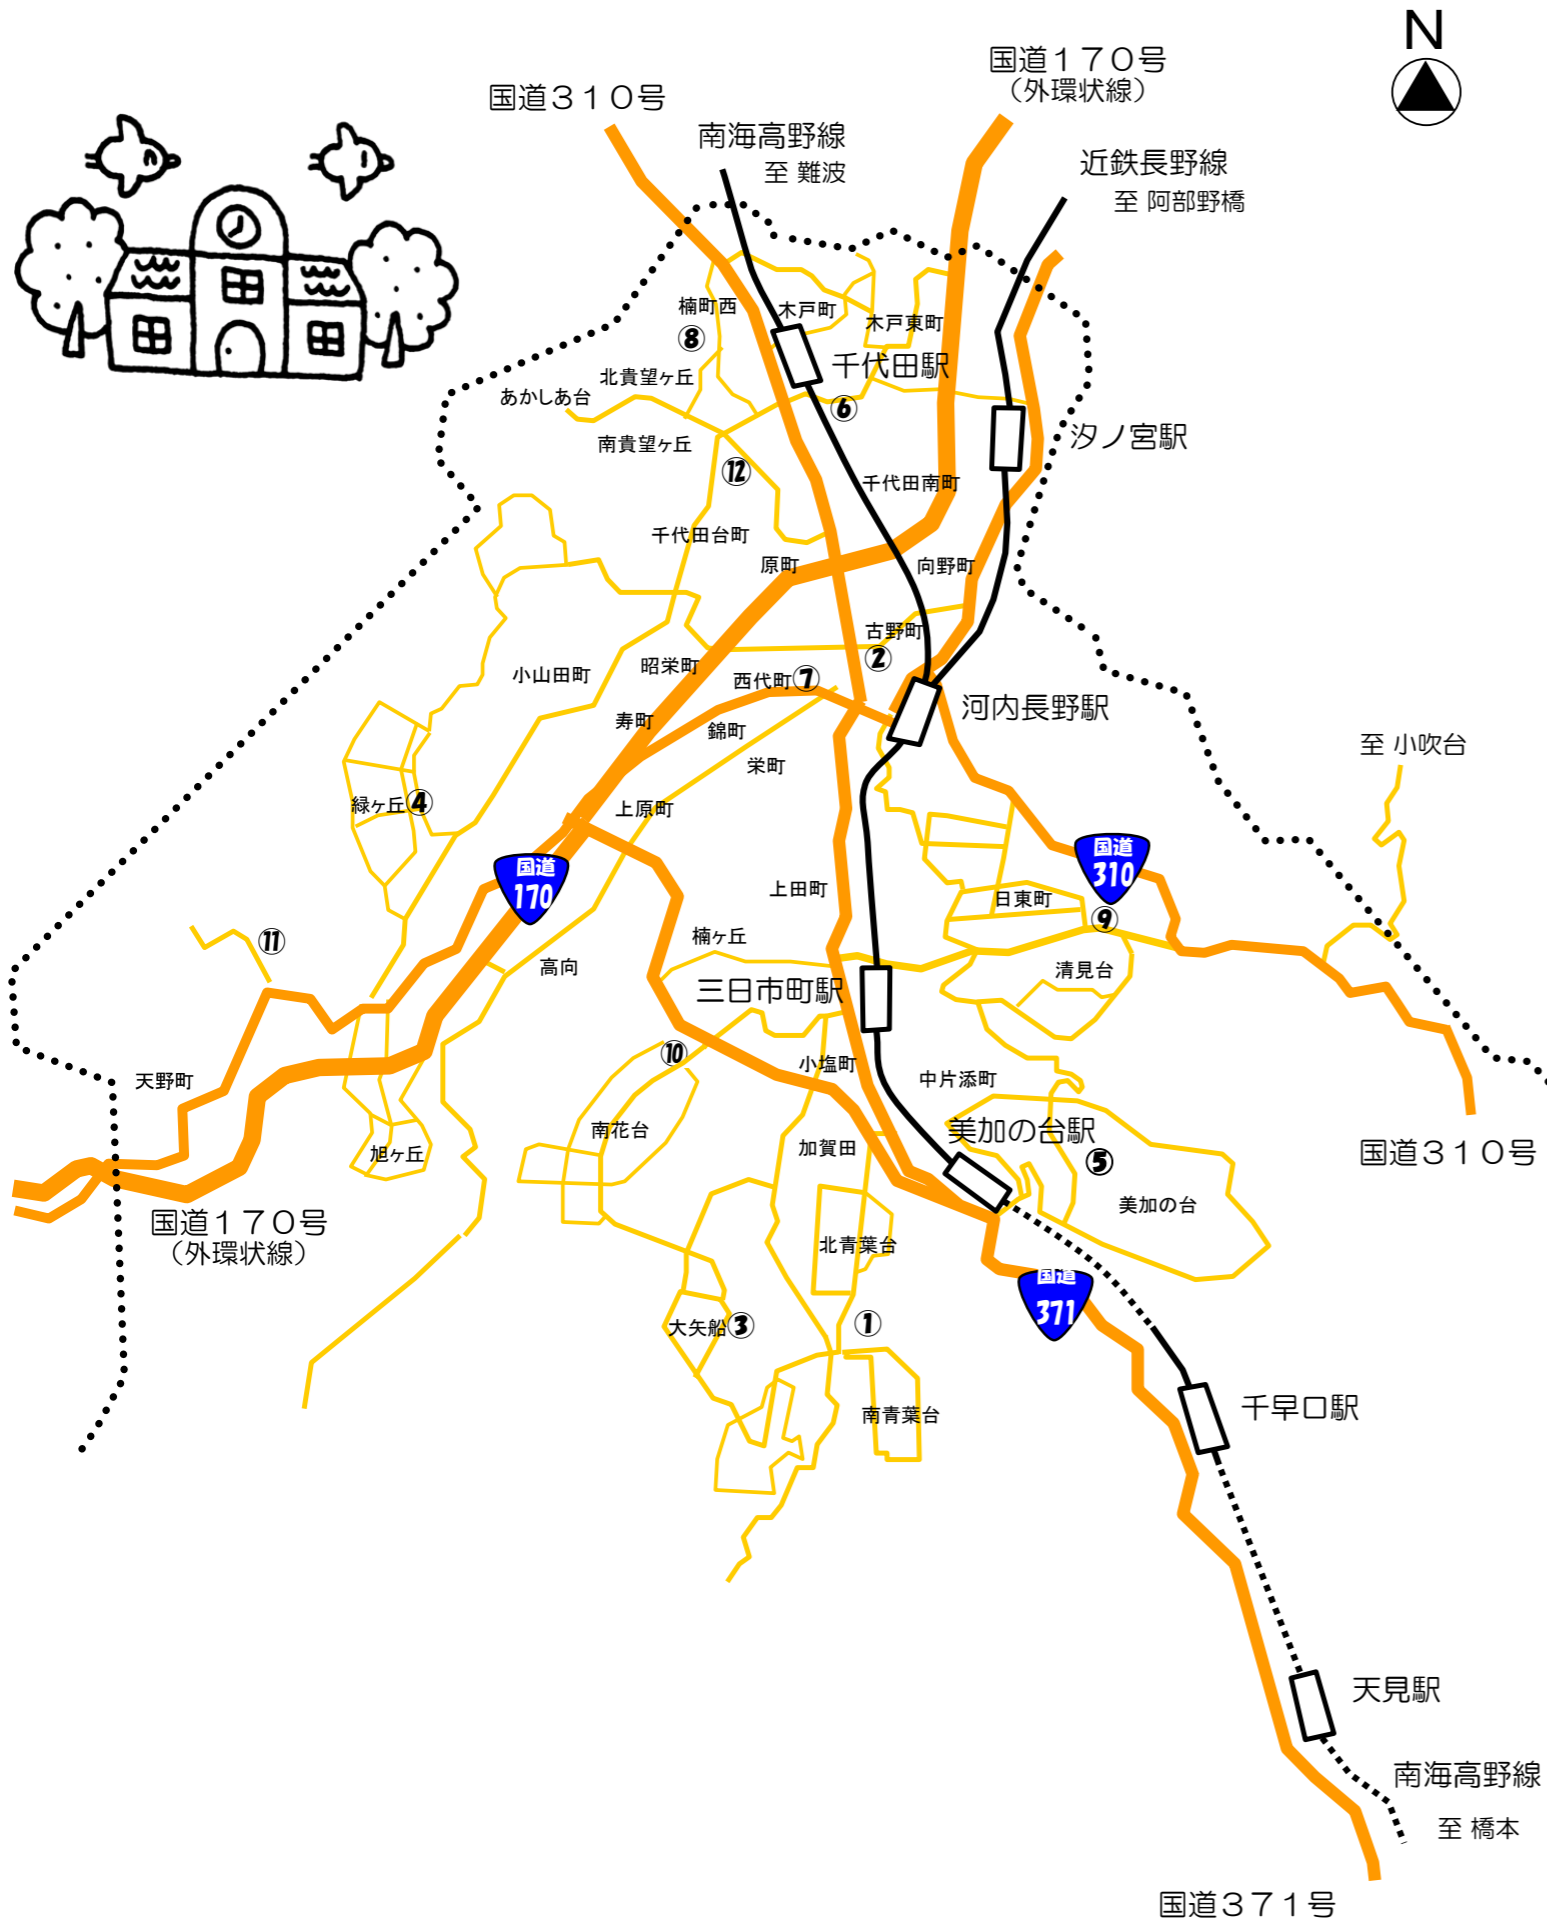 N
国道170号
(外環状線)
国道310号
南海高野線
至 難波
近鉄長野線
至 阿部野橋
楠町西
木戸町
木戸東町
⑧
千代田駅
北貴望ヶ丘
あかしあ台
⑥
南貴望ヶ丘
汐ノ宮駅
⑫
千代田南町
千代田台町
原町
向野町
古野町
②
小山田町
昭栄町
西代町⑦
河内長野駅
寿町
錦町
栄町
至 小吹台
緑ヶ丘④
上原町
国道
310
国道
170
上田町
日東町
⑨
⑪
楠ヶ丘
高向
清見台
三日市町駅
⑩
小塩町
天野町
中片添町
南花台
美加の台駅
加賀田
旭ヶ丘
⑤
国道310号
美加の台
国道170号
(外環状線)
北青葉台
国道
371
大矢船③
①
千早口駅
南青葉台
天見駅
南海高野線
至 橋本
国道371号